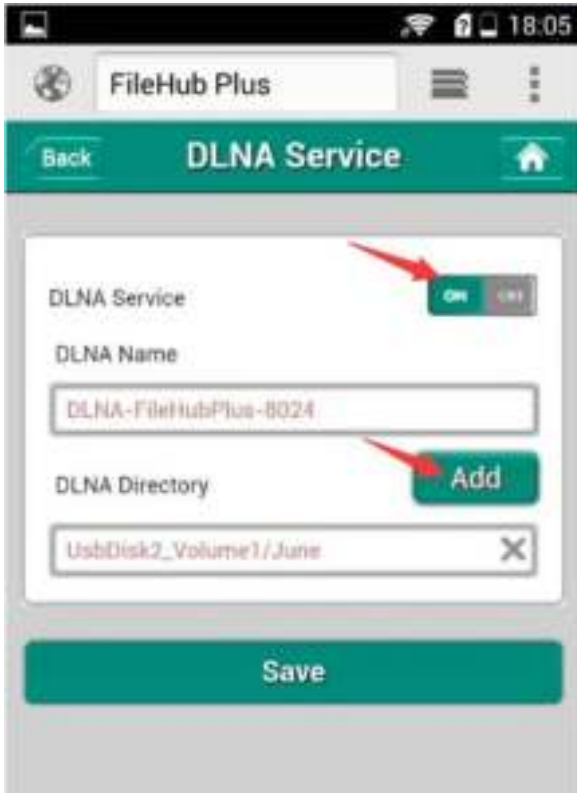 18:05
FileHub Plus
Back DLNA Service
DLNA Service ON OFF
DLNA Name
DLNA-FileHubPlus-8024
DLNA Directory Add
UsbDisk2_Volume1/June
Save